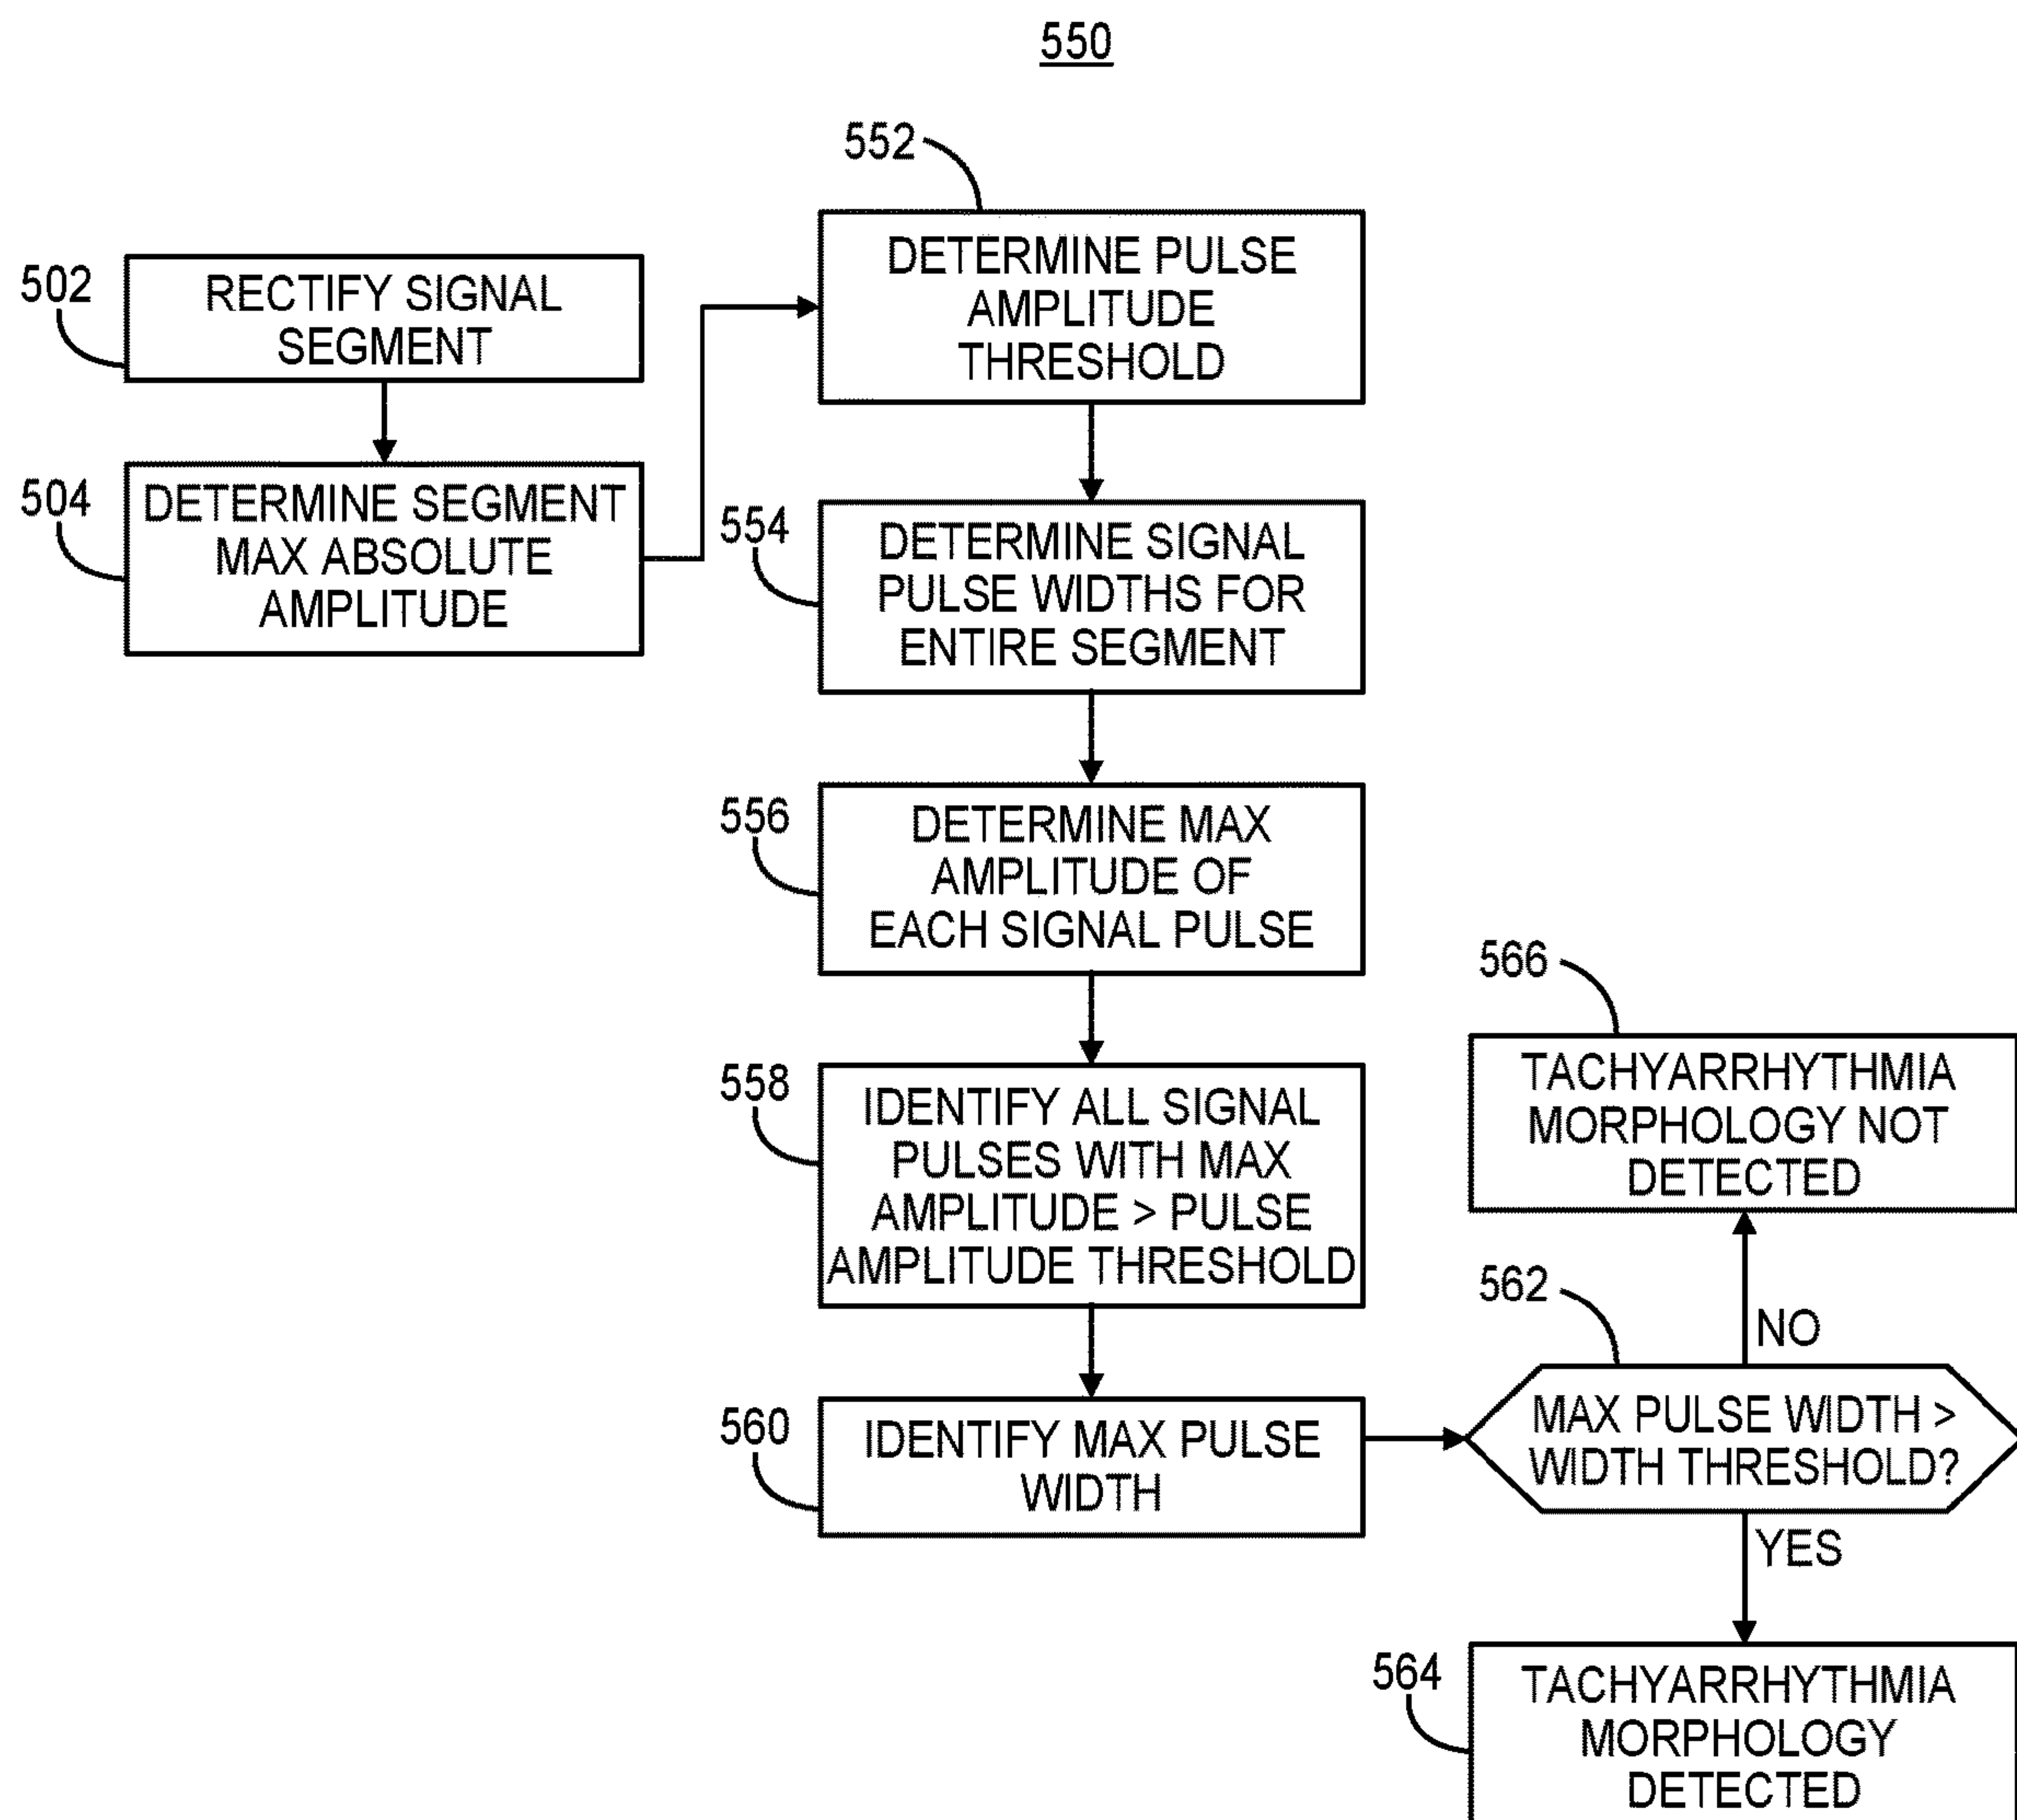 550
502
RECTIFY SIGNAL
SEGMENT
504
DETERMINE SEGMENT
MAX ABSOLUTE
AMPLITUDE
552
DETERMINE PULSE
AMPLITUDE
THRESHOLD
554
DETERMINE SIGNAL
PULSE WIDTHS FOR
ENTIRE SEGMENT
556
DETERMINE MAX
AMPLITUDE OF
EACH SIGNAL PULSE
558
IDENTIFY ALL SIGNAL
PULSES WITH MAX
AMPLITUDE > PULSE
AMPLITUDE THRESHOLD
560
IDENTIFY MAX PULSE
WIDTH
566
TACHYARRHYTHMIA
MORPHOLOGY NOT
DETECTED
562
NO
MAX PULSE WIDTH >
WIDTH THRESHOLD?
YES
564
TACHYARRHYTHMIA
MORPHOLOGY
DETECTED